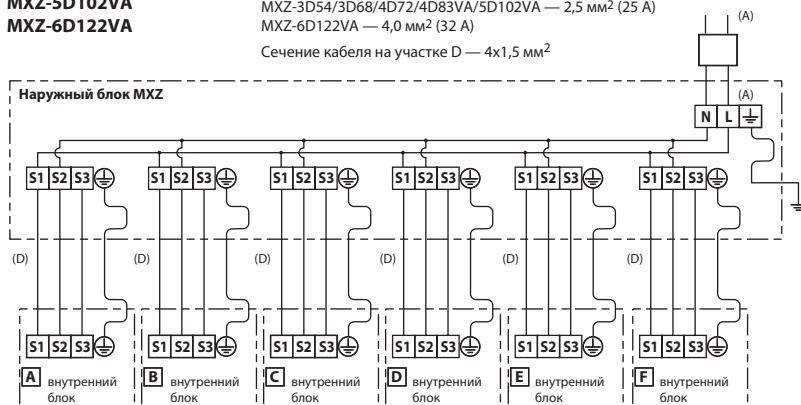 MXZ-5D102VA
MXZ-6D122VA
MXZ-3D54/3D68/4D72/4D83VA/5D102VA — 2,5 мм² (25 А)
MXZ-6D122VA — 4,0 мм² (32 А)
Сечение кабеля на участке D — 4х1,5 мм²
(A)
Наружный блок MXZ
(A)
N L
S1 S2 S3 S1 S2 S3 S1 S2 S3 S1 S2 S3 S1 S2 S3 S1 S2 S3
(D) (D) (D) (D) (D) (D)
S1 S2 S3 S1 S2 S3 S1 S2 S3 S1 S2 S3 S1 S2 S3 S1 S2 S3
A внутренний блок
B внутренний блок
C внутренний блок
D внутренний блок
E внутренний блок
F внутренний блок